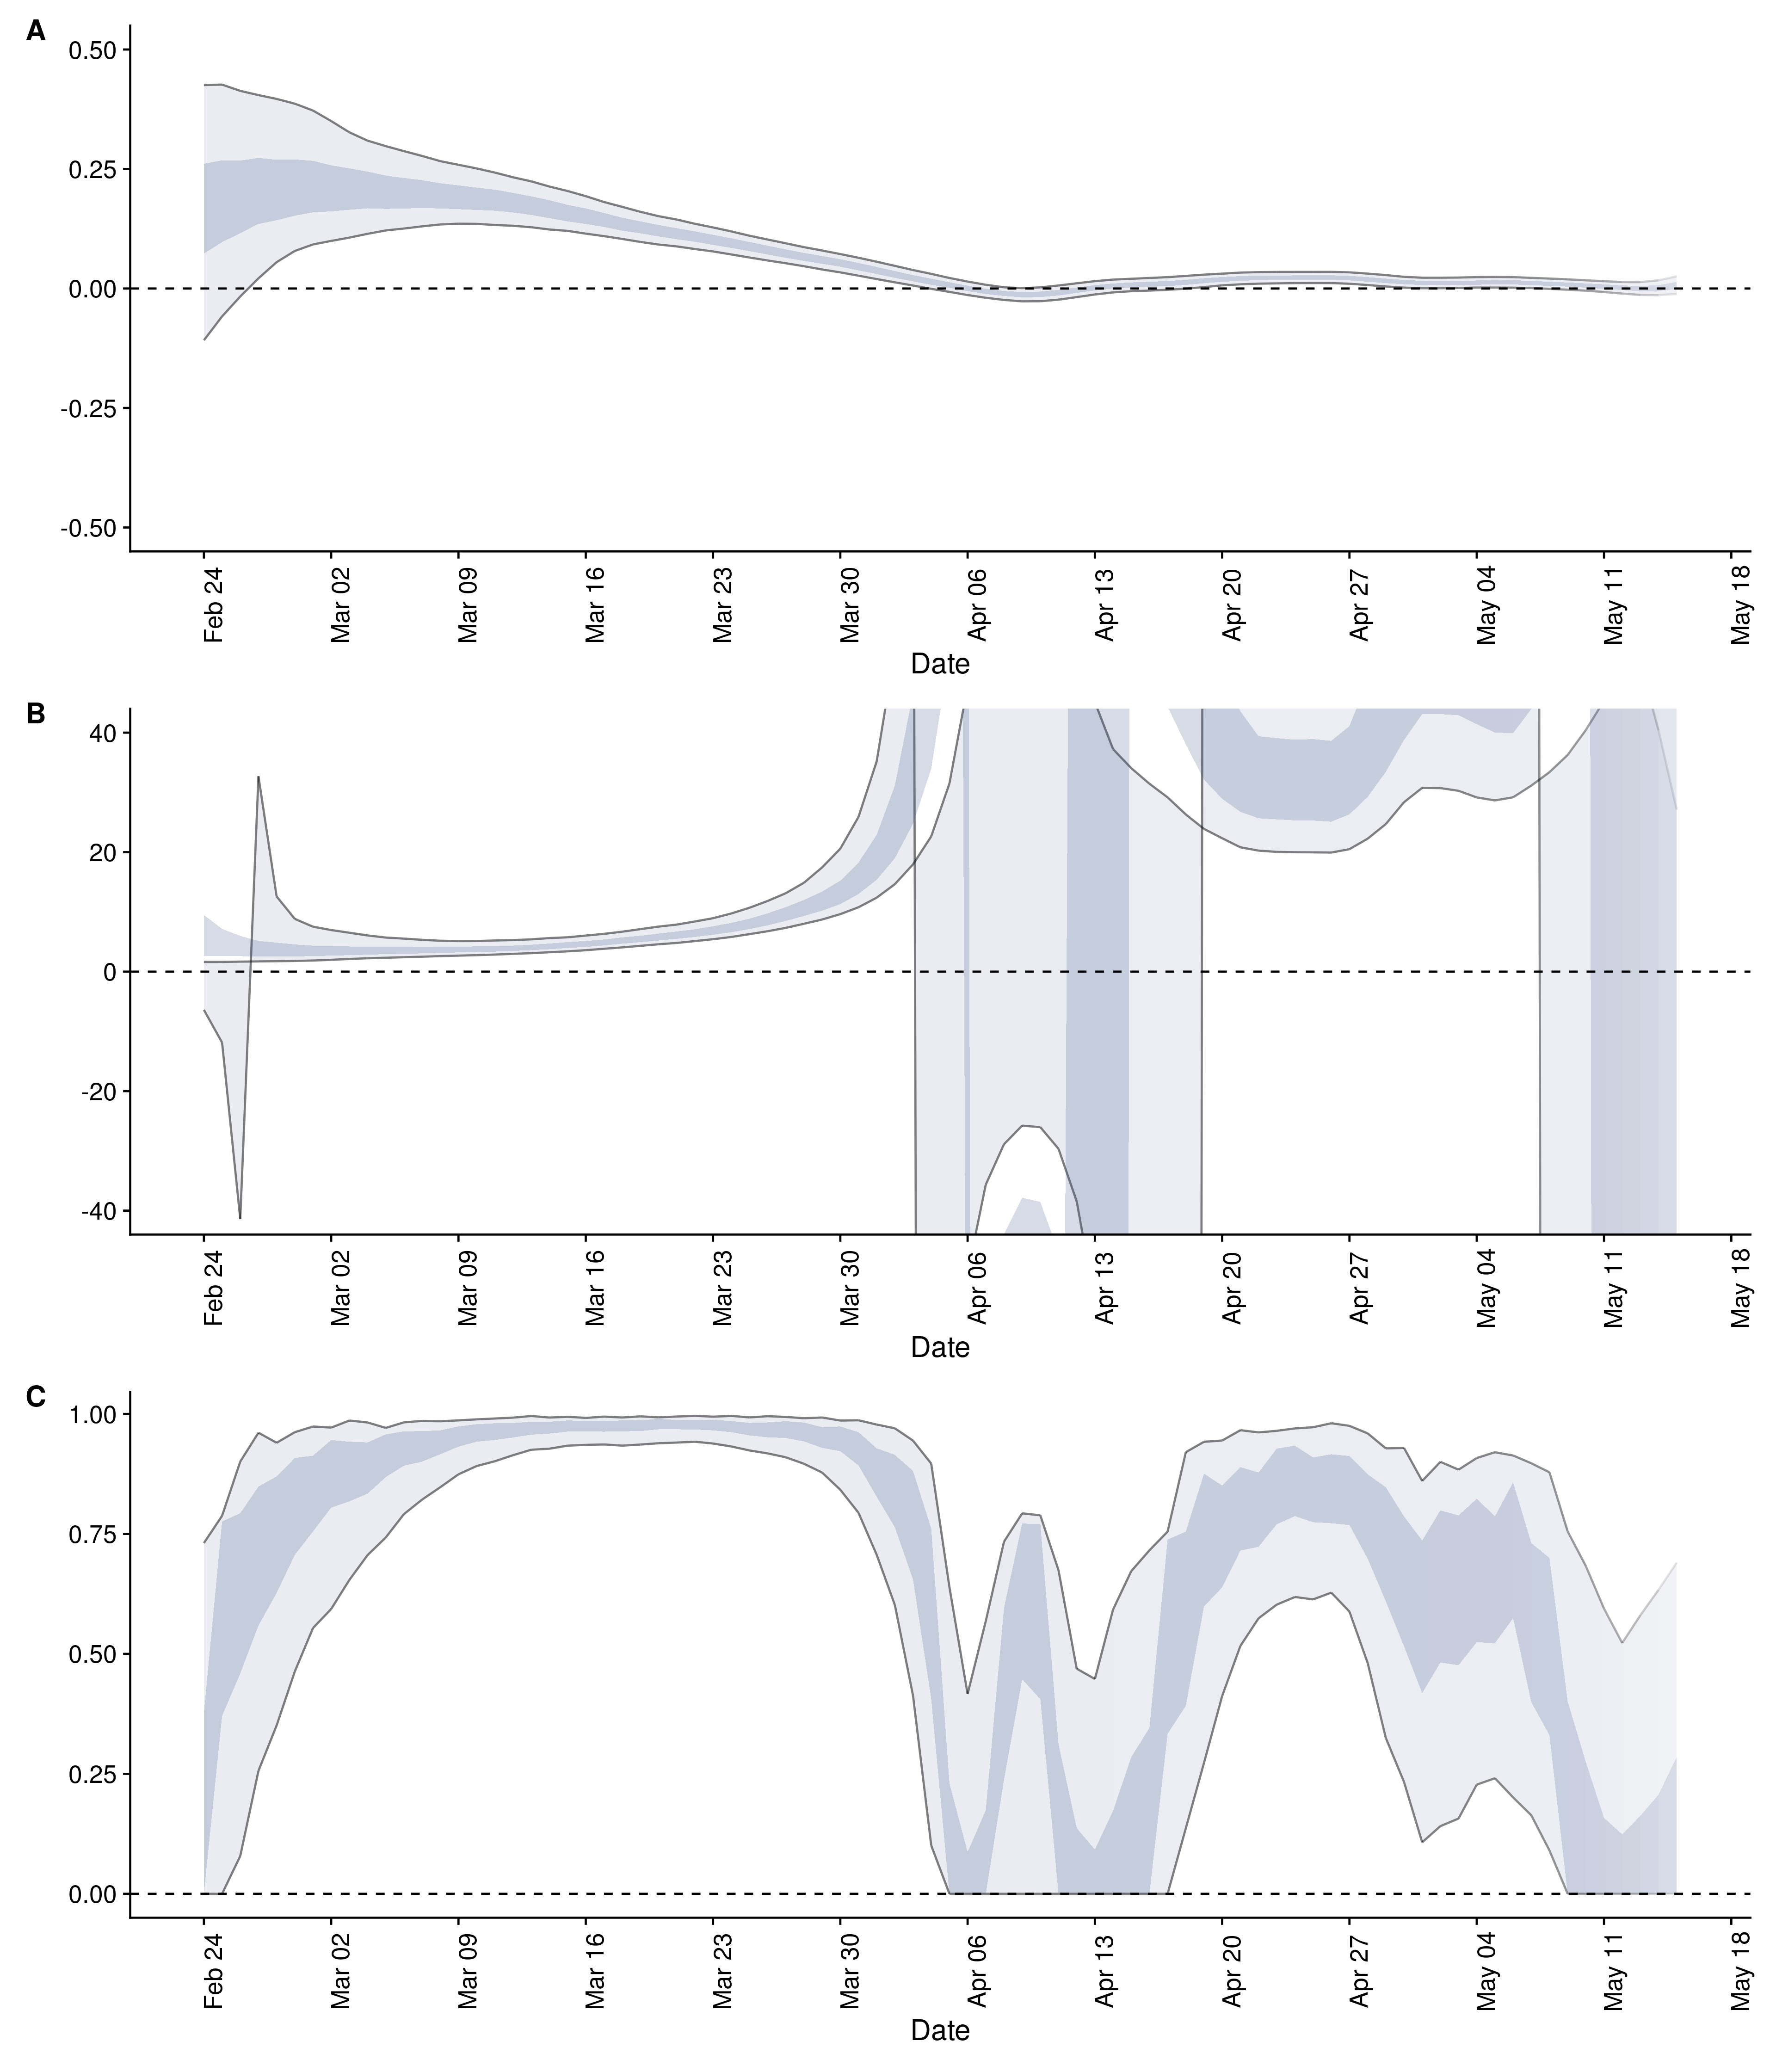 A
0.50
0.25
0.00
-0.25
-0.50
Feb 24
Mar 02
Mar 09
Mar 16
Mar 23
Mar 30
Apr 06
Apr 13
Apr 20
Apr 27
May 04
May 11
May 18
Date
B
40
20
0
-20
-40
Feb 24
Mar 02
Mar 09
Mar 16
Mar 23
Mar 30
Apr 06
Apr 13
Apr 20
Apr 27
May 04
May 11
May 18
Date
C
1.00
0.75
0.50
0.25
0.00
Feb 24
Mar 02
Mar 09
Mar 16
Mar 23
Mar 30
Apr 06
Apr 13
Apr 20
Apr 27
May 04
May 11
May 18
Date